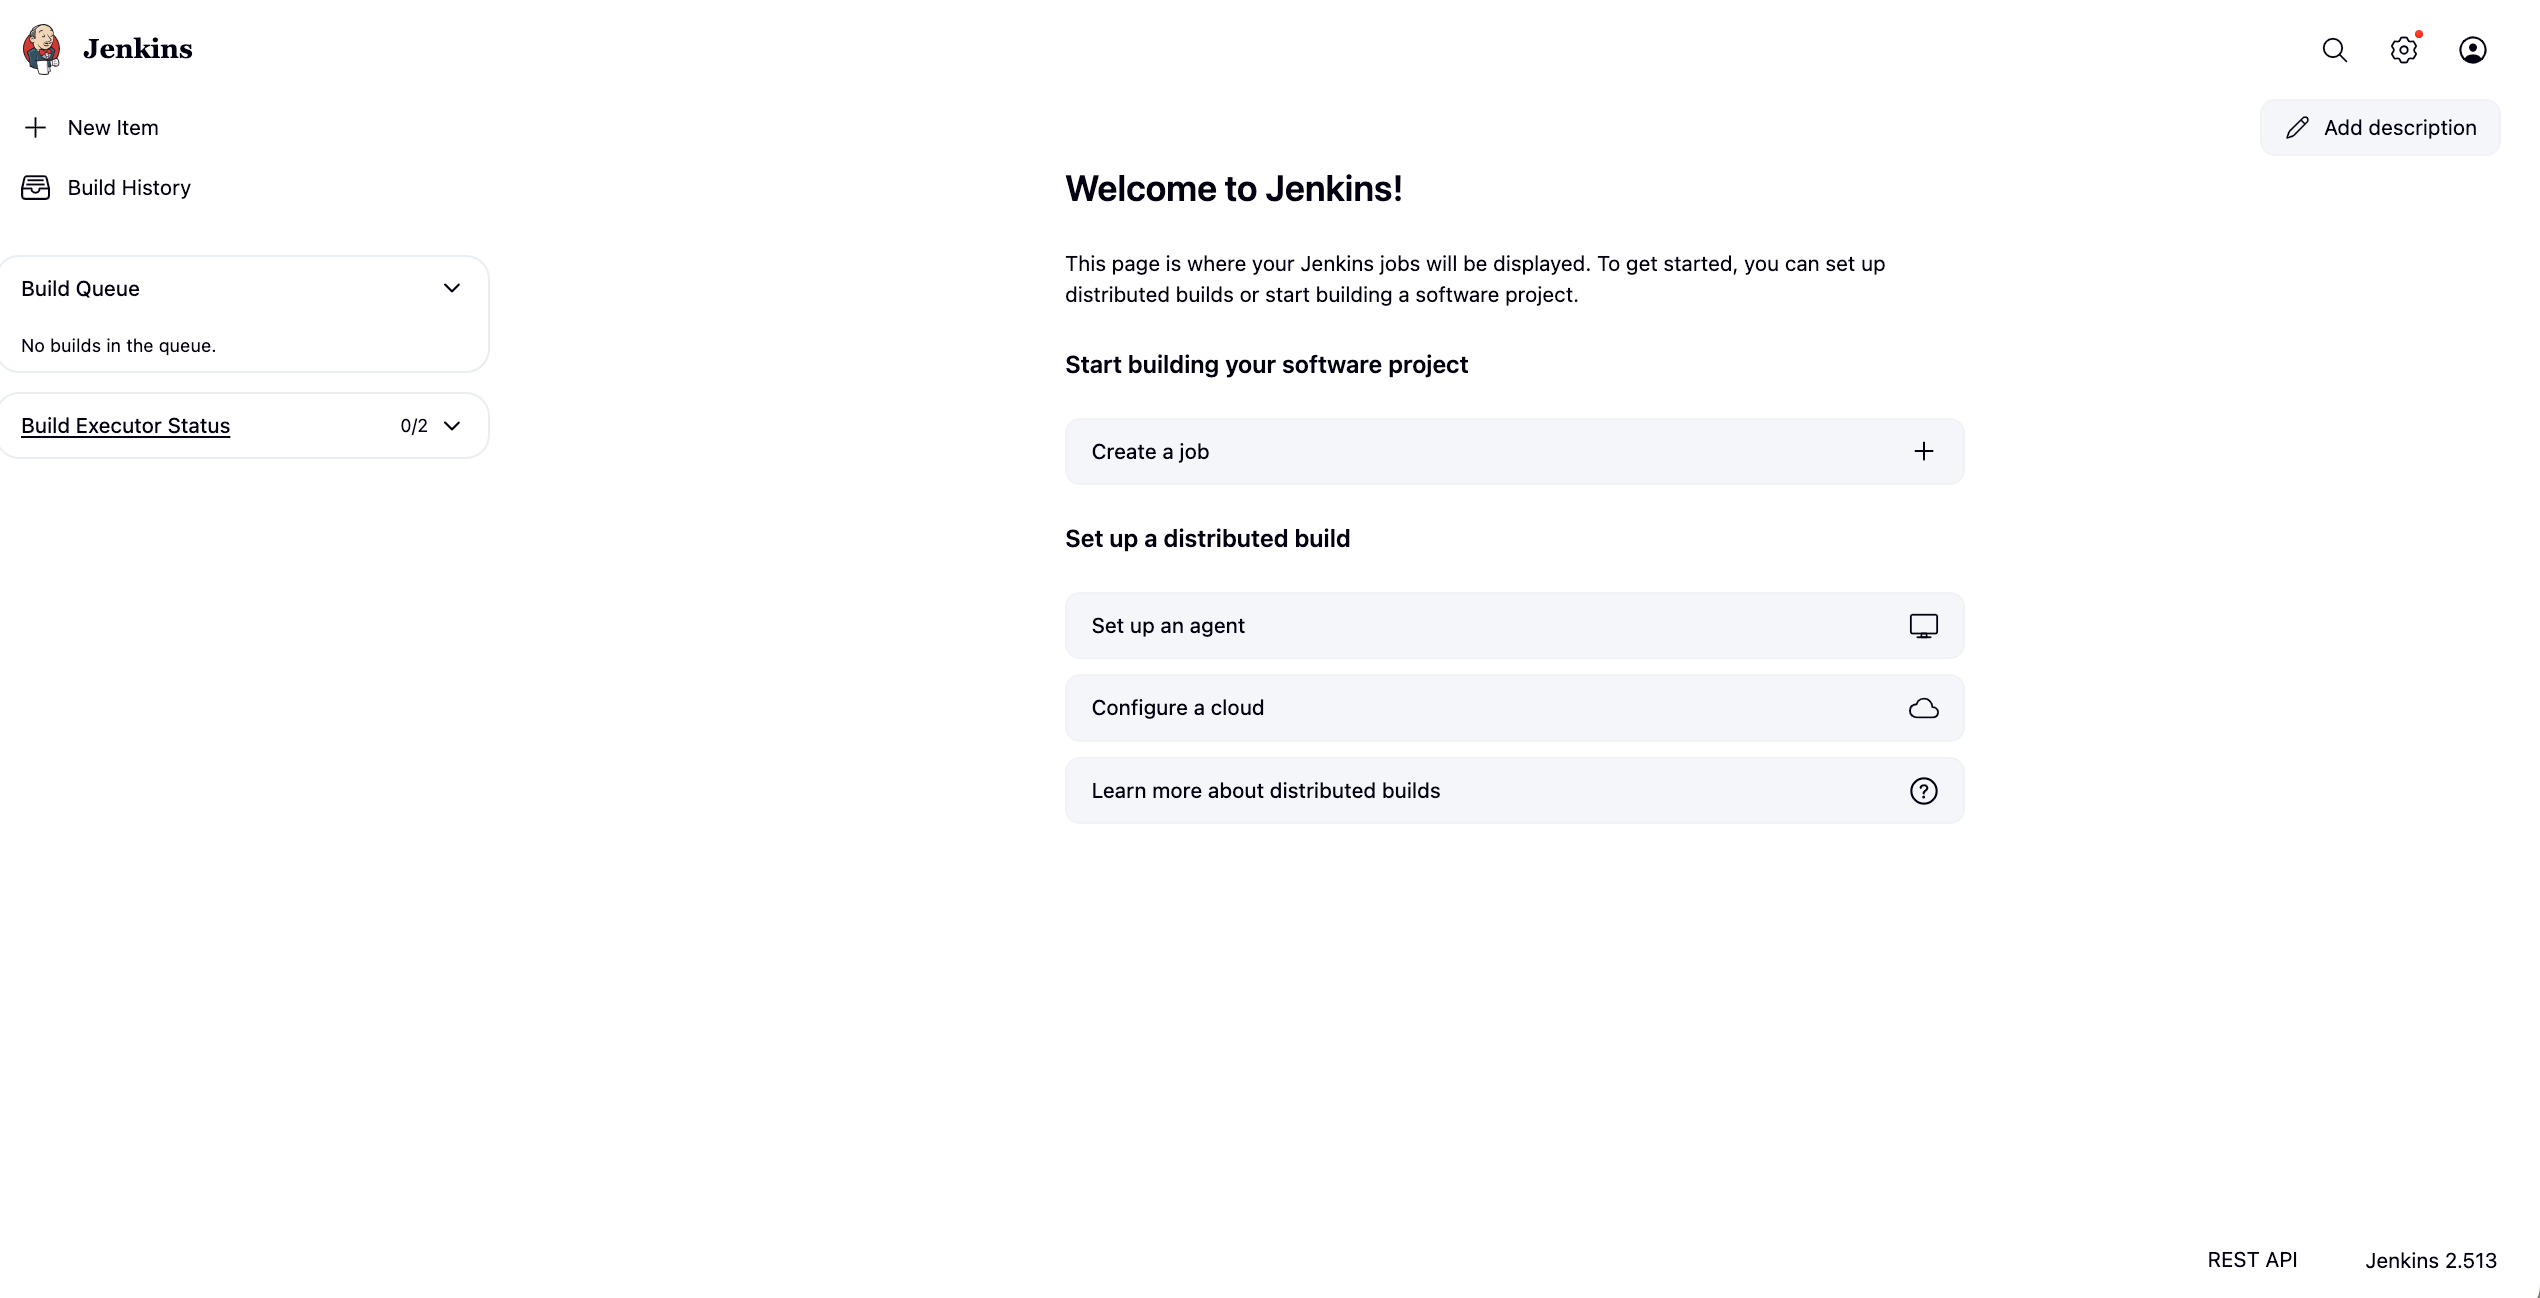 Jenkins
New Item
Build History
Add description
Build Queue
No builds in the queue.
Build Executor Status 0/2
Welcome to Jenkins!
This page is where your Jenkins jobs will be displayed. To get started, you can set up
distributed builds or start building a software project.
Start building your software project
Create a job
Set up a distributed build
Set up an agent
Configure a cloud
Learn more about distributed builds
REST API Jenkins 2.513